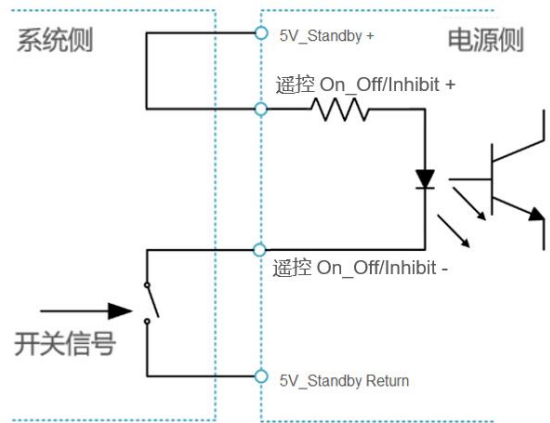 系统侧
5V_Standby +
电源侧
遥控 On_Off/Inhibit +
遥控 On_Off/Inhibit -
开关信号
5V_Standby Return